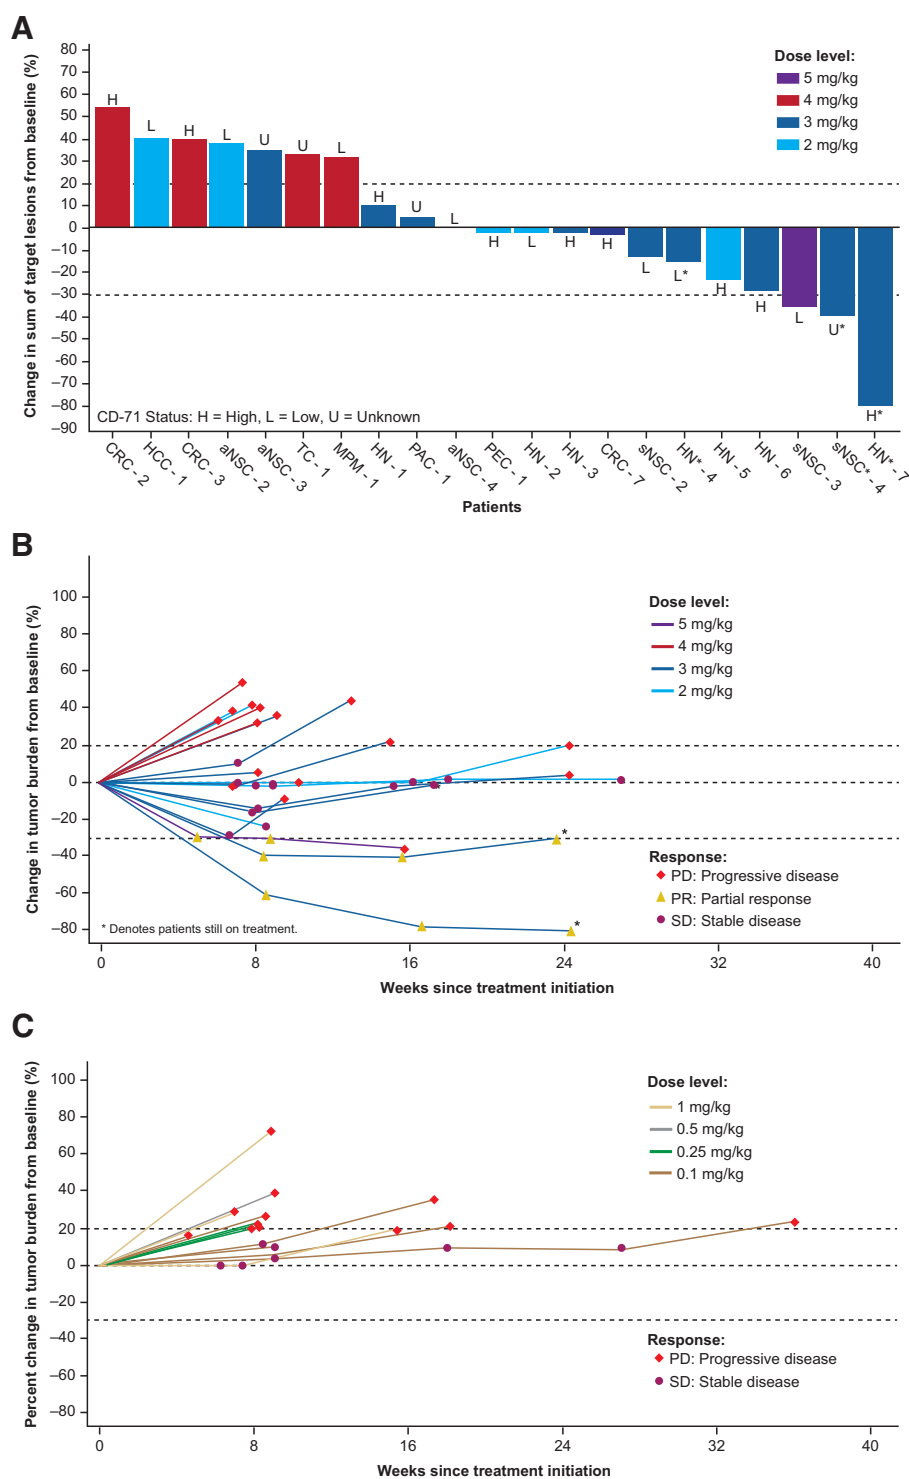 A
Change in sum of target lesions from baseline (%)
80
70
60
50
40
30
20
10
0
–10
–20
–30
–40
–50
–60
–70
–80
–90
Dose level:
5 mg/kg
4 mg/kg
3 mg/kg
2 mg/kg
H
L
H
L
U
U
L
H
U
L
H
L
H
H
L
L*
H
H
L
U*
H*
CD-71 Status: H = High, L = Low, U = Unknown
CRC - 2
HCC - 1
CRC - 3
aNSC - 2
aNSC - 3
TC - 1
MPM - 1
HN - 1
PAC - 1
aNSC - 4
PEC - 1
HN - 2
HN - 3
CRC - 7
sNSC - 2
HN* - 4
HN - 5
HN - 6
sNSC - 3
sNSC* - 4
HN* - 7
Patients
B
Change in tumor burden from baseline (%)
100
80
60
40
20
0
–20
–40
–60
–80
Dose level:
5 mg/kg
4 mg/kg
3 mg/kg
2 mg/kg
*
*
*
Response:
PD: Progressive disease
PR: Partial response
SD: Stable disease
* Denotes patients still on treatment.
0
8
16
24
32
40
Weeks since treatment initiation
C
Percent change in tumor burden from baseline (%)
100
80
60
40
20
0
–20
–40
–60
–80
Dose level:
1 mg/kg
0.5 mg/kg
0.25 mg/kg
0.1 mg/kg
Response:
PD: Progressive disease
SD: Stable disease
0
8
16
24
32
40
Weeks since treatment initiation